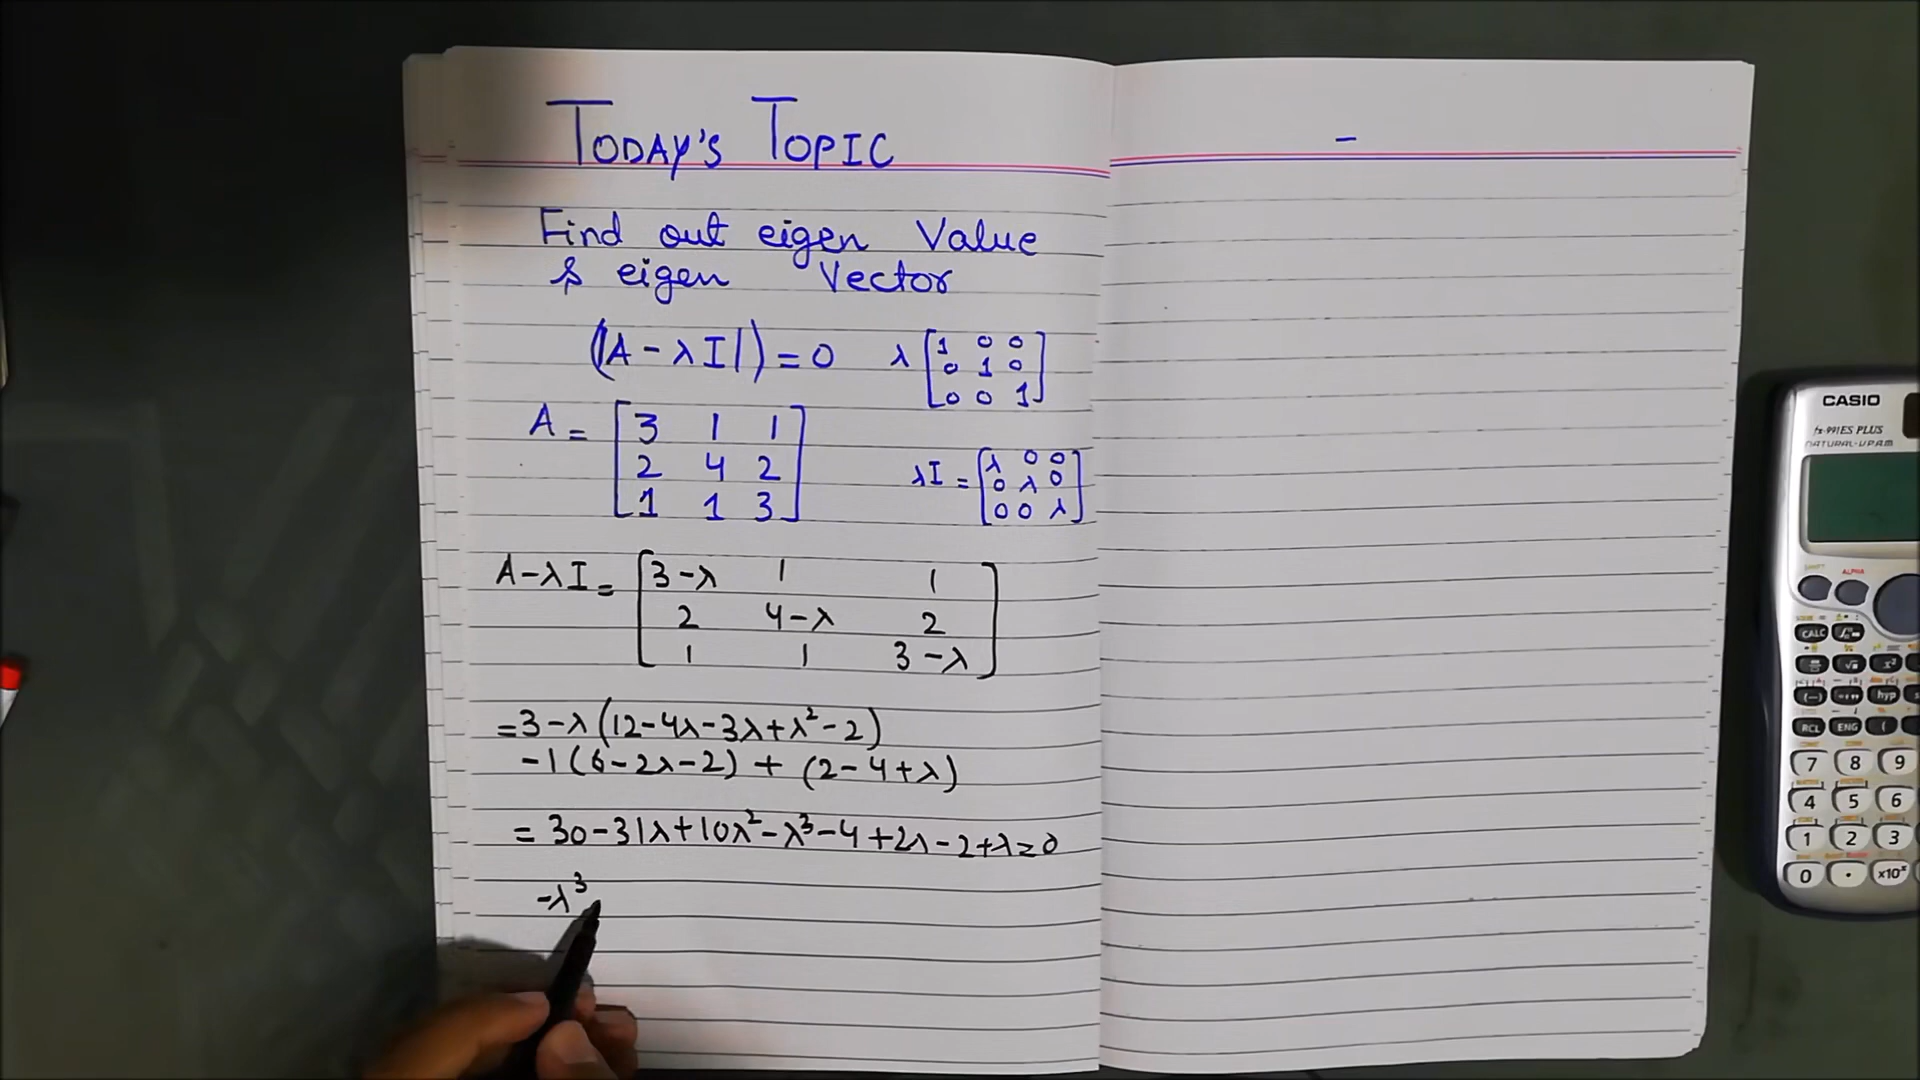 TODAY'S TOPIC
Find out eigen Value
& eigen Vector
(|A - λI|) = 0 λ [1 0 0
0 1 0
0 0 1]
A = [3 1 1
2 4 2
1 1 3]
λI = [λ 0 0
0 λ 0
0 0 λ]
A-λI = [3-λ 1 1
2 4-λ 2
1 1 3-λ]
=3-λ(12-4λ-3λ+λ²-2)
-1(6-2λ-2) + (2-4+λ)
= 30-31λ+10λ²-λ³-4+2λ-2+λ=0
-λ³
-
CASIO
fx-991ES PLUS
NATURAL-V.P.A.M.
SHIFT ALPHA
CALC
hyp
RCL ENG (
7 8 9
4 5 6
1 2 3
0 . ×10ˣ